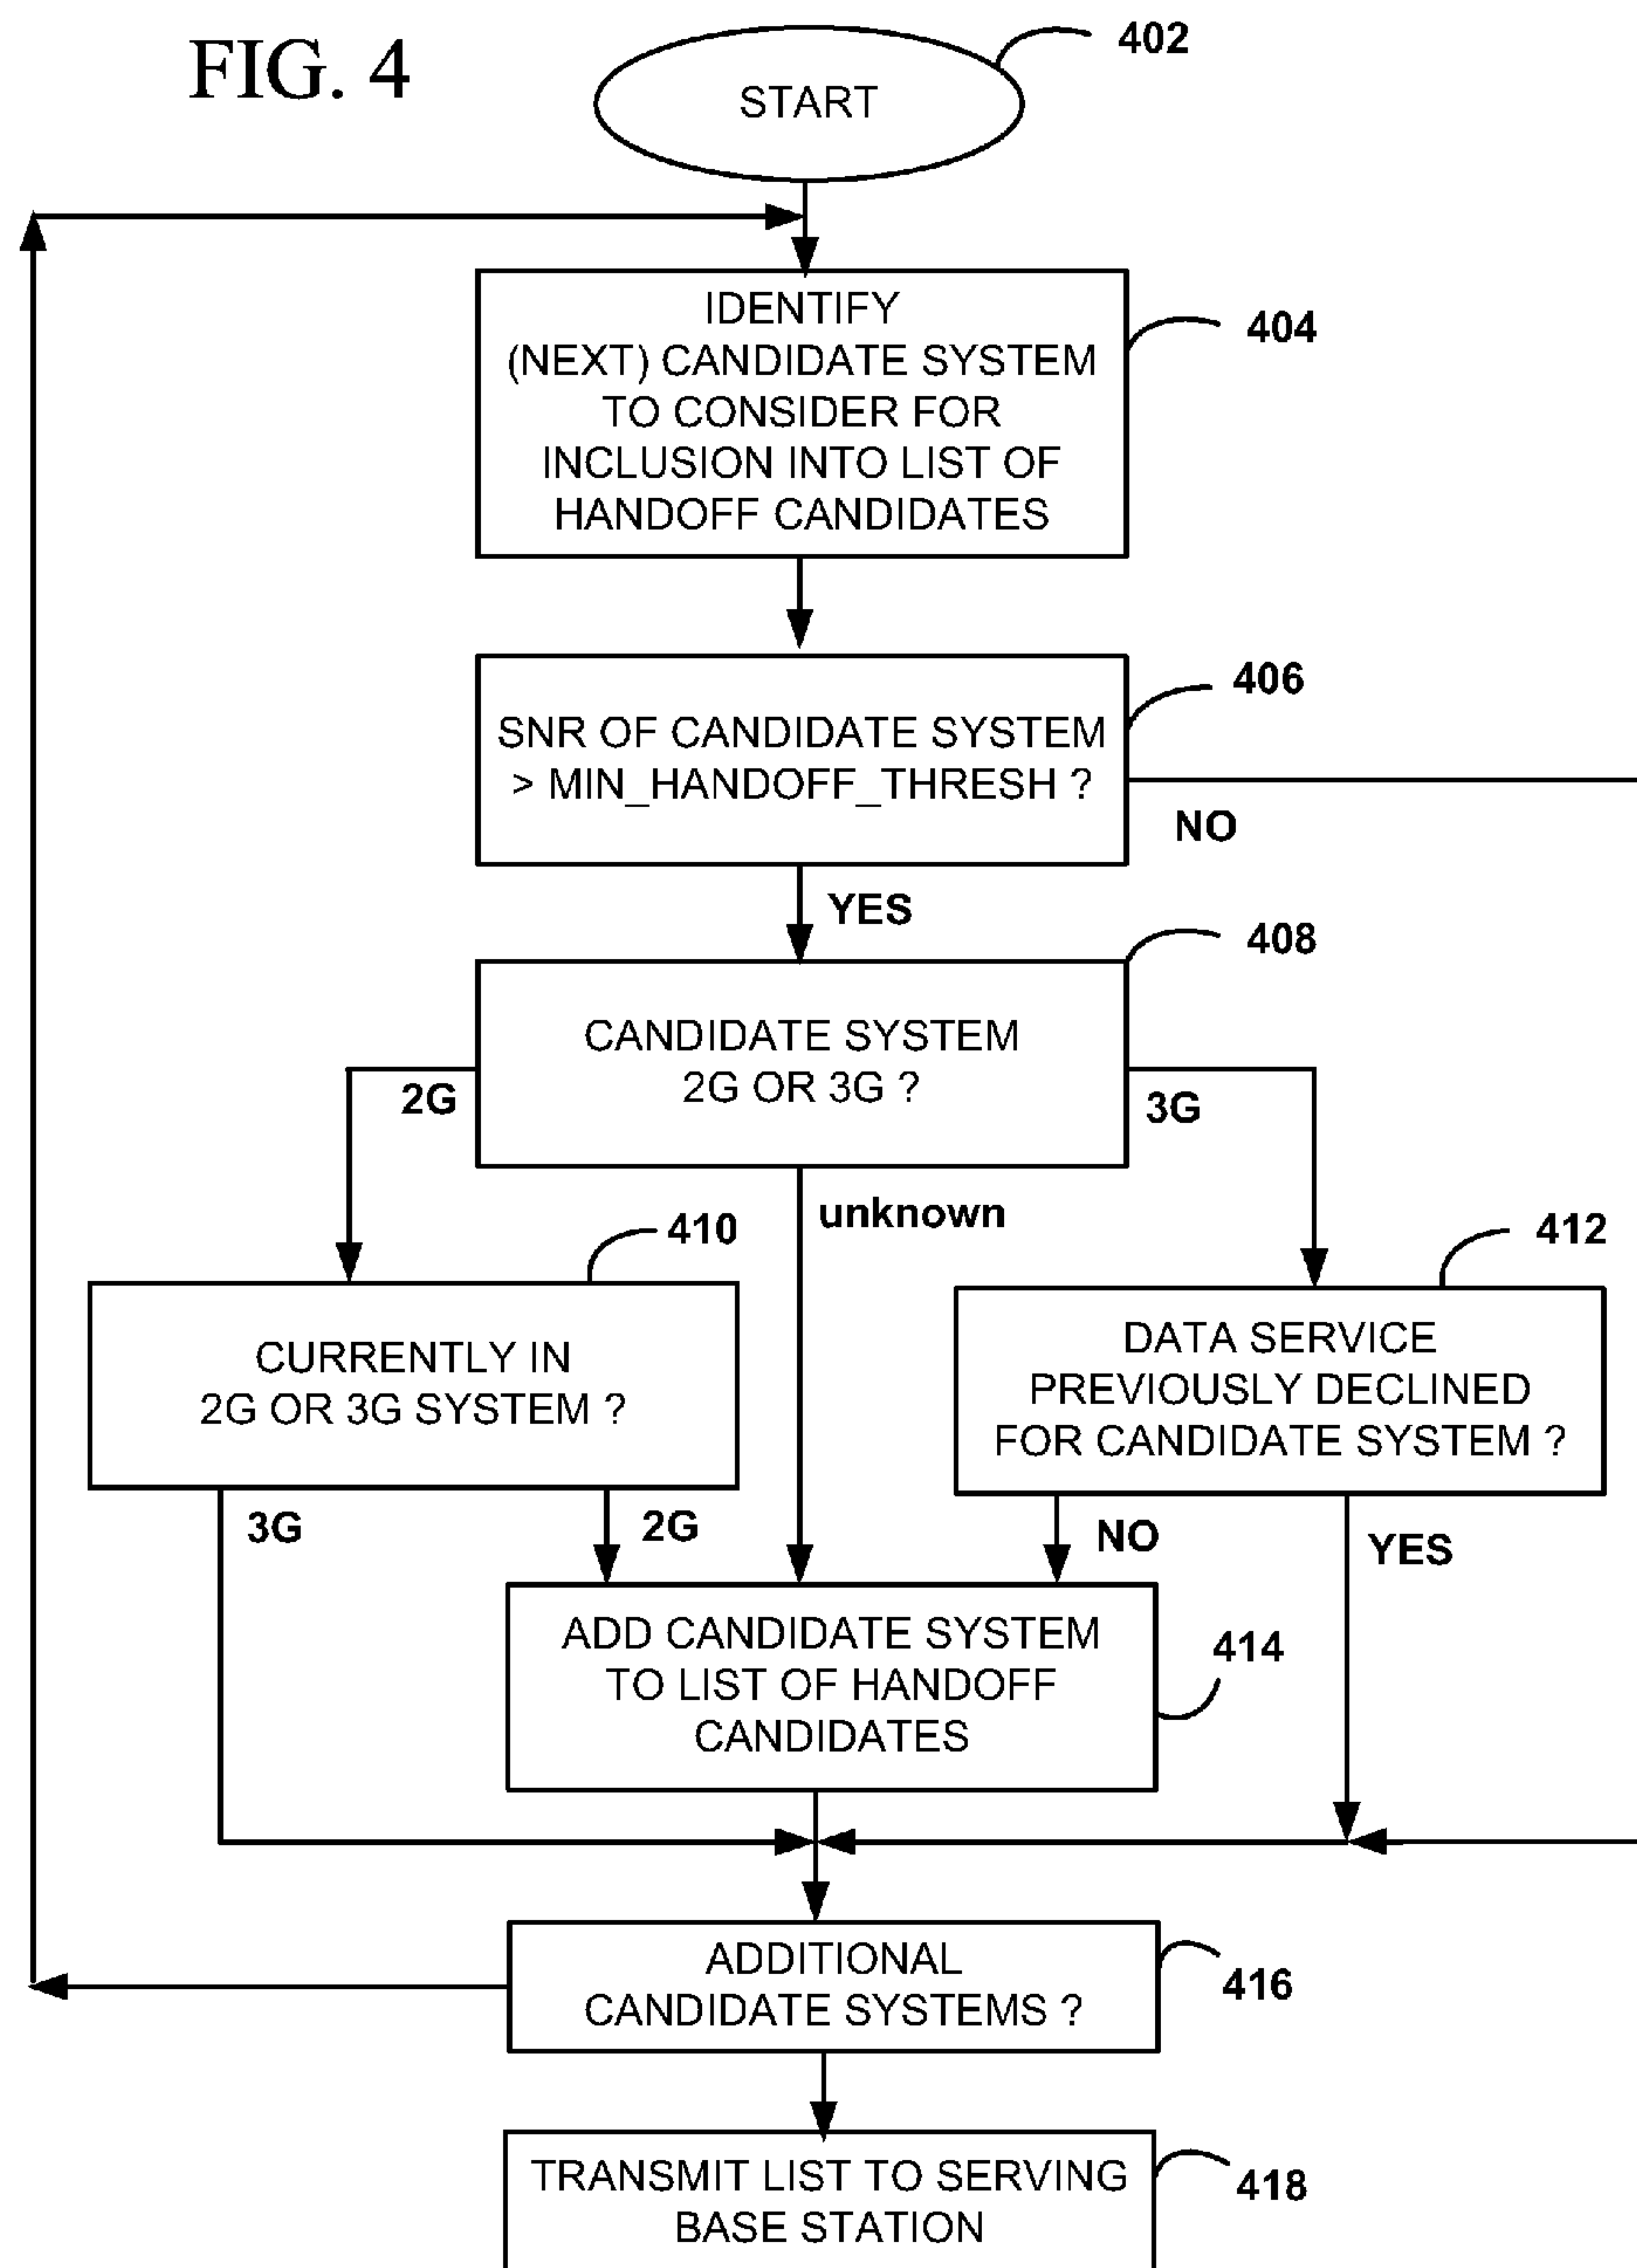 FIG. 4
402
START
IDENTIFY
(NEXT) CANDIDATE SYSTEM
TO CONSIDER FOR
INCLUSION INTO LIST OF
HANDOFF CANDIDATES
404
SNR OF CANDIDATE SYSTEM
> MIN_HANDOFF_THRESH ?
406
NO
YES
408
CANDIDATE SYSTEM
2G OR 3G ?
2G
3G
unknown
410
412
CURRENTLY IN
2G OR 3G SYSTEM ?
DATA SERVICE
PREVIOUSLY DECLINED
FOR CANDIDATE SYSTEM ?
3G
2G
NO
YES
ADD CANDIDATE SYSTEM
TO LIST OF HANDOFF
CANDIDATES
414
ADDITIONAL
CANDIDATE SYSTEMS ?
416
TRANSMIT LIST TO SERVING
BASE STATION
418